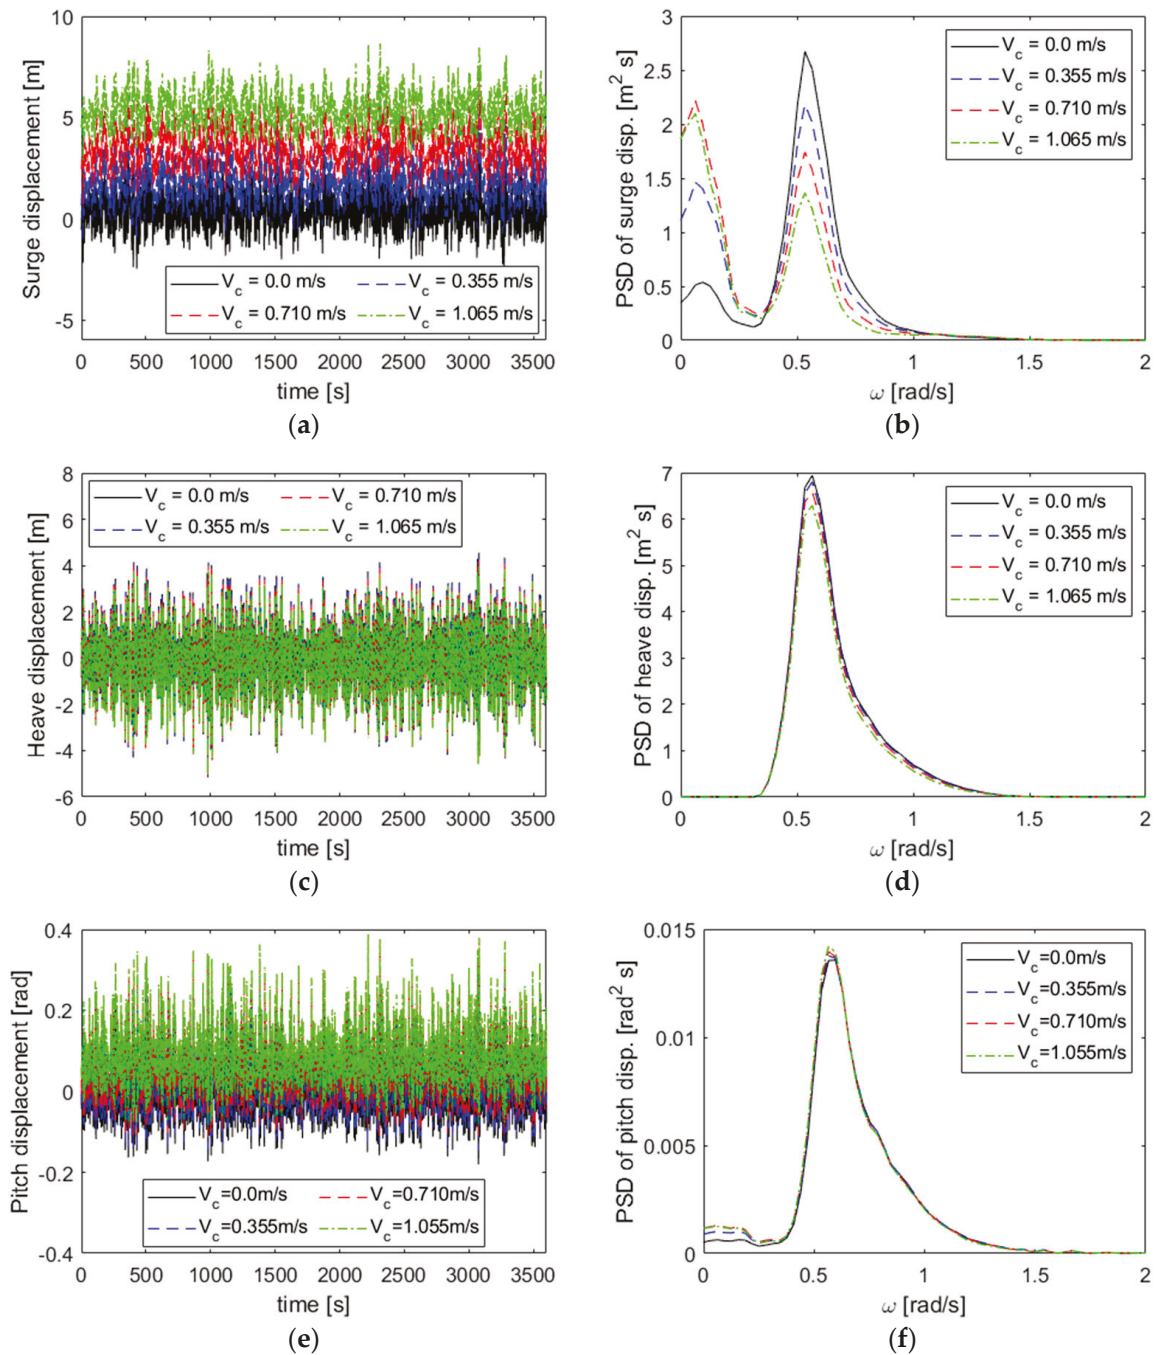 10
5
0
-5
Surge displacement [m]
V_c = 0.0 m/s
V_c = 0.355 m/s
V_c = 0.710 m/s
V_c = 1.065 m/s
0 500 1000 1500 2000 2500 3000 3500
time [s]
(a)
3
2.5
2
1.5
1
0.5
0
PSD of surge disp. [m² s]
V_c = 0.0 m/s
V_c = 0.355 m/s
V_c = 0.710 m/s
V_c = 1.065 m/s
0 0.5 1 1.5 2
ω [rad/s]
(b)
8
6
4
2
0
-2
-4
-6
Heave displacement [m]
V_c = 0.0 m/s
V_c = 0.710 m/s
V_c = 0.355 m/s
V_c = 1.065 m/s
0 500 1000 1500 2000 2500 3000 3500
time [s]
(c)
7
6
5
4
3
2
1
0
PSD of heave disp. [m² s]
V_c = 0.0 m/s
V_c = 0.355 m/s
V_c = 0.710 m/s
V_c = 1.065 m/s
0 0.5 1 1.5 2
ω [rad/s]
(d)
0.4
0.2
0
-0.2
-0.4
Pitch displacement [rad]
V_c=0.0m/s
V_c=0.710m/s
V_c=0.355m/s
V_c=1.055m/s
0 500 1000 1500 2000 2500 3000 3500
time [s]
(e)
0.015
0.01
0.005
0
PSD of pitch disp. [rad² s]
V_c=0.0m/s
V_c=0.355m/s
V_c=0.710m/s
V_c=1.055m/s
0 0.5 1 1.5 2
ω [rad/s]
(f)